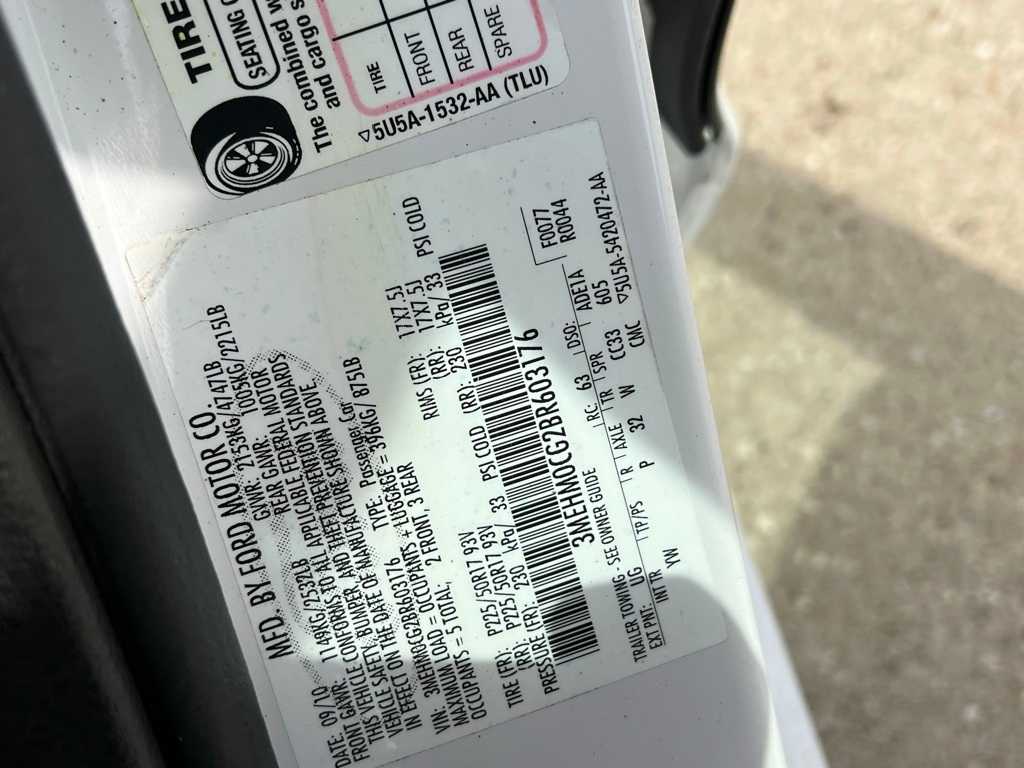 TIRE
SEATING
The combined
and cargo
TIRE
FRONT
REAR
SPARE
5U5A-1532-AA (TLU)
MFD. BY FORD MOTOR CO.
DATE: 09/10 GVWR: 2153KG/4747LB
FRONT GAWR: 1149KG/2532LB REAR GAWR: 1005KG/2215LB
THIS VEHICLE CONFORMS TO ALL APPLICABLE FEDERAL MOTOR
VEHICLE SAFETY, BUMPER, AND THEFT PREVENTION STANDARDS
IN EFFECT ON THE DATE OF MANUFACTURE SHOWN ABOVE
VIN: 3MEHM0CG2BR603176 TYPE: Passenger Car
MAXIMUM LOAD = OCCUPANTS + LUGGAGE = 396KG/ 875LB
OCCUPANTS = 5 TOTAL: 2 FRONT, 3 REAR
TIRE (FR): P225/50R17 93V RIMS (FR): 17X7.5J
(RR): P225/50R17 93V (RR): 17X7.5J
PRESSURE (FR): 230 kPa/ 33 PSI COLD (RR): 230 kPa/ 33 PSI COLD
3MEHM0CG2BR603176
F0077
R0044
TRAILER TOWING - SEE OWNER GUIDE
EXT PNT: UG RC: 63 DSO:
INT TR TP/PS R AXLE TR SPR ADEFA
VW P 32 W CC33 605
UNC 5U5A-5420472-AA